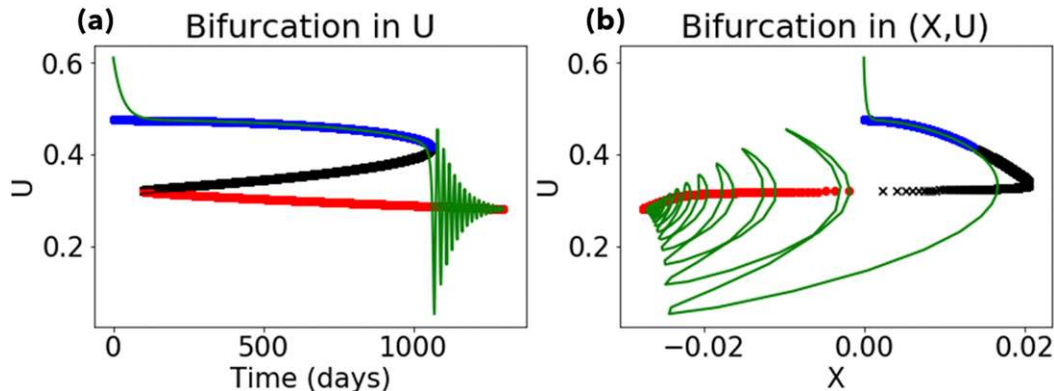 (a) Bifurcation in U
0.6
0.4
0.2
U
0 500 1000
Time (days)
(b) Bifurcation in (X,U)
0.6
0.4
0.2
U
−0.02 0.00 0.02
X